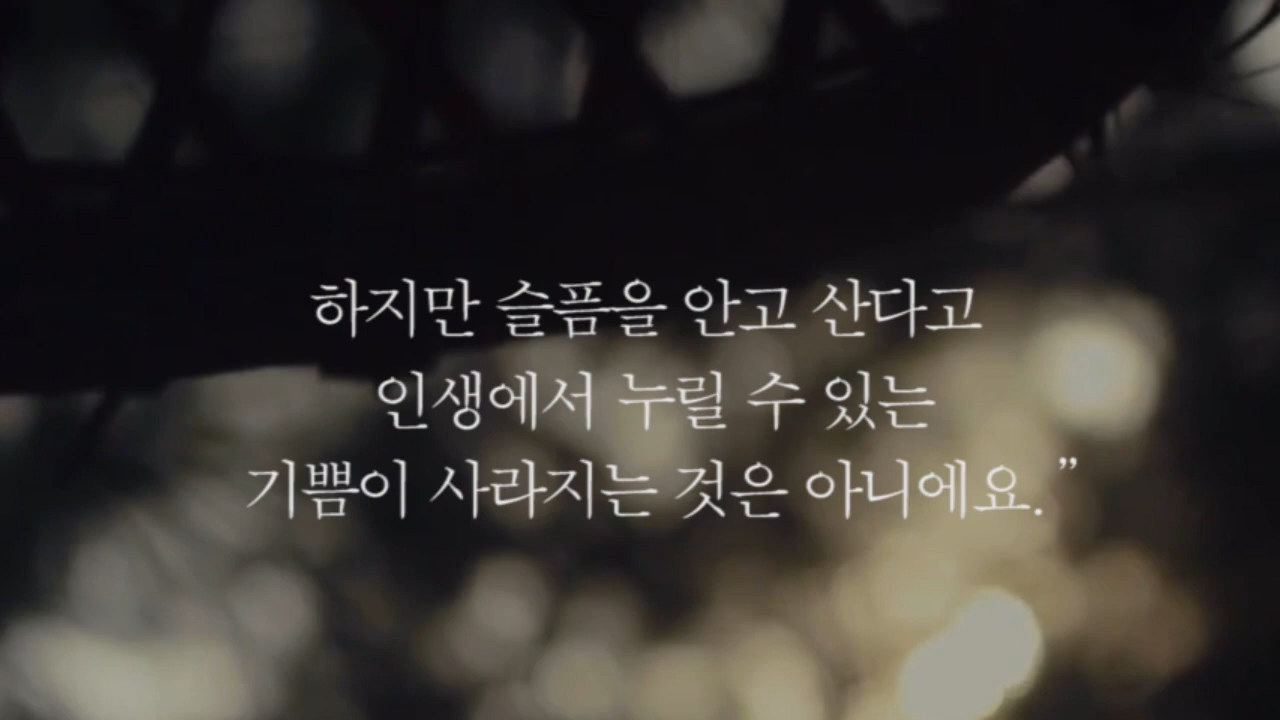 하지만 슬픔을 안고 산다고
인생에서 누릴 수 있는
기쁨이 사라지는 것은 아니에요.”